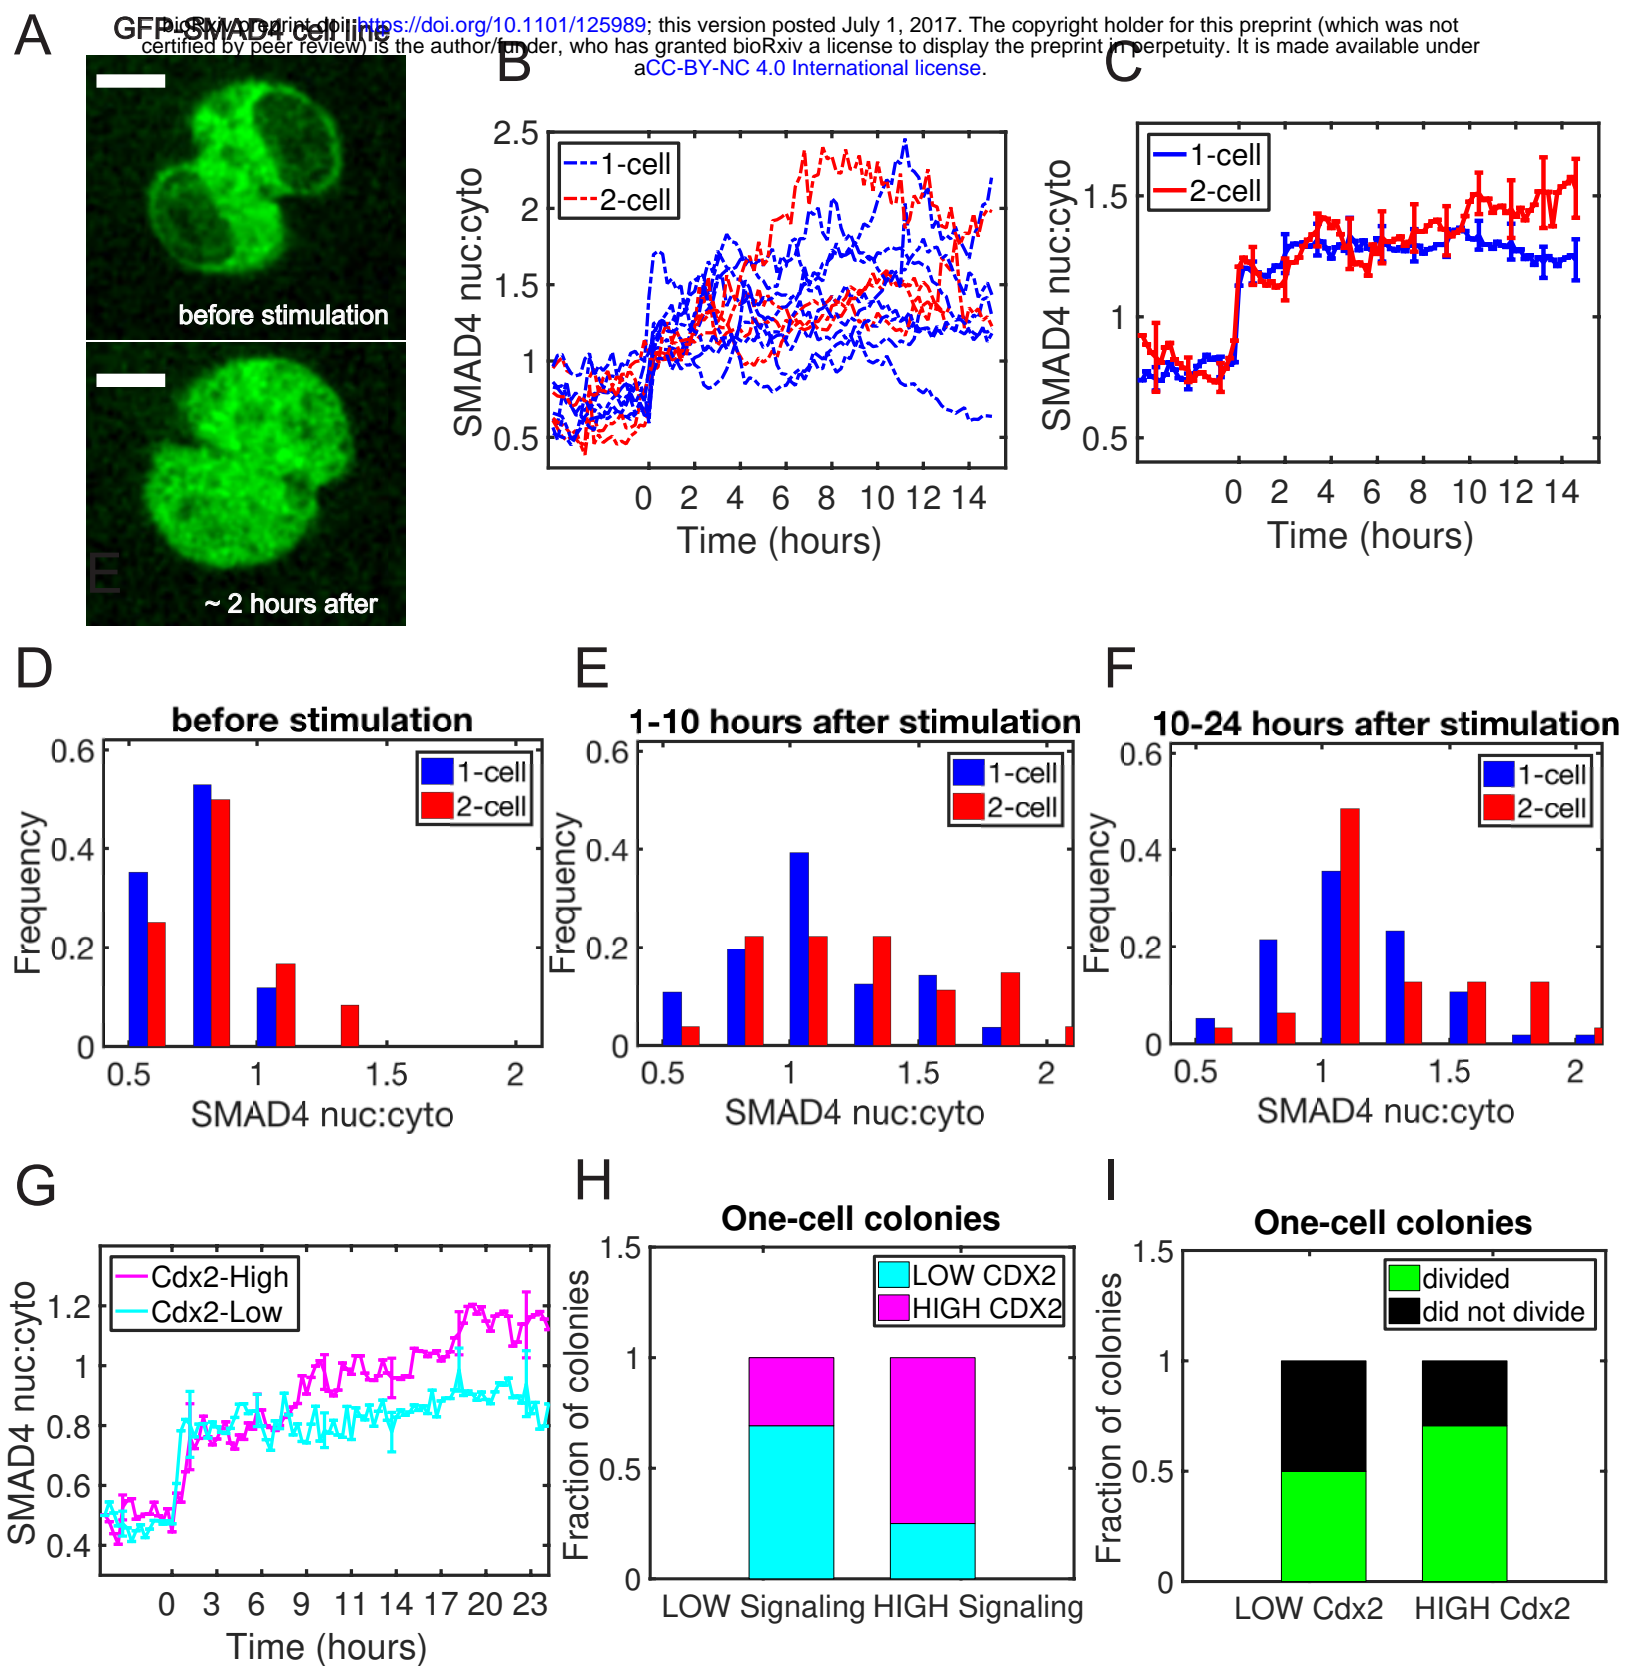 bioRxiv preprint doi: https://doi.org/10.1101/125989; this version posted July 1, 2017. The copyright holder for this preprint (which was not
certified by peer review) is the author/funder, who has granted bioRxiv a license to display the preprint in perpetuity. It is made available under
aCC-BY-NC 4.0 International license.
A
GFP-SMAD4 cell line
before stimulation
~ 2 hours after
E
B
SMAD4 nuc:cyto
2.5
2
1.5
1
0.5
1-cell
2-cell
0 2 4 6 8 10 12 14
Time (hours)
C
SMAD4 nuc:cyto
1.5
1
0.5
1-cell
2-cell
0 2 4 6 8 10 12 14
Time (hours)
D
before stimulation
Frequency
0.6
0.4
0.2
0
1-cell
2-cell
0.5 1 1.5 2
SMAD4 nuc:cyto
E
1-10 hours after stimulation
Frequency
0.6
0.4
0.2
0
1-cell
2-cell
0.5 1 1.5 2
SMAD4 nuc:cyto
F
10-24 hours after stimulation
Frequency
0.6
0.4
0.2
0
1-cell
2-cell
0.5 1 1.5 2
SMAD4 nuc:cyto
G
SMAD4 nuc:cyto
1.2
1
0.8
0.6
0.4
Cdx2-High
Cdx2-Low
0 3 6 9 11 14 17 20 23
Time (hours)
H
One-cell colonies
Fraction of colonies
1.5
1
0.5
0
LOW CDX2
HIGH CDX2
LOW Signaling HIGH Signaling
I
One-cell colonies
Fraction of colonies
1.5
1
0.5
0
divided
did not divide
LOW Cdx2 HIGH Cdx2